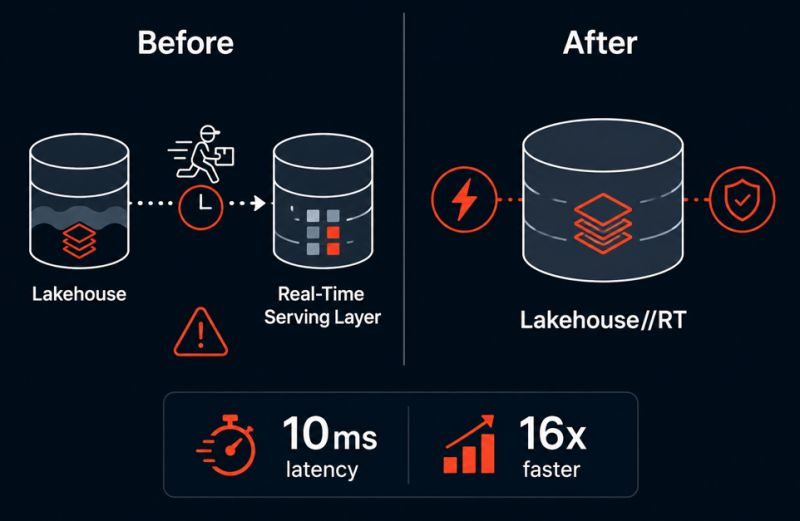 Before
After
Lakehouse
Real-Time
Serving Layer
Lakehouse//RT
10ms
latency
16x
faster